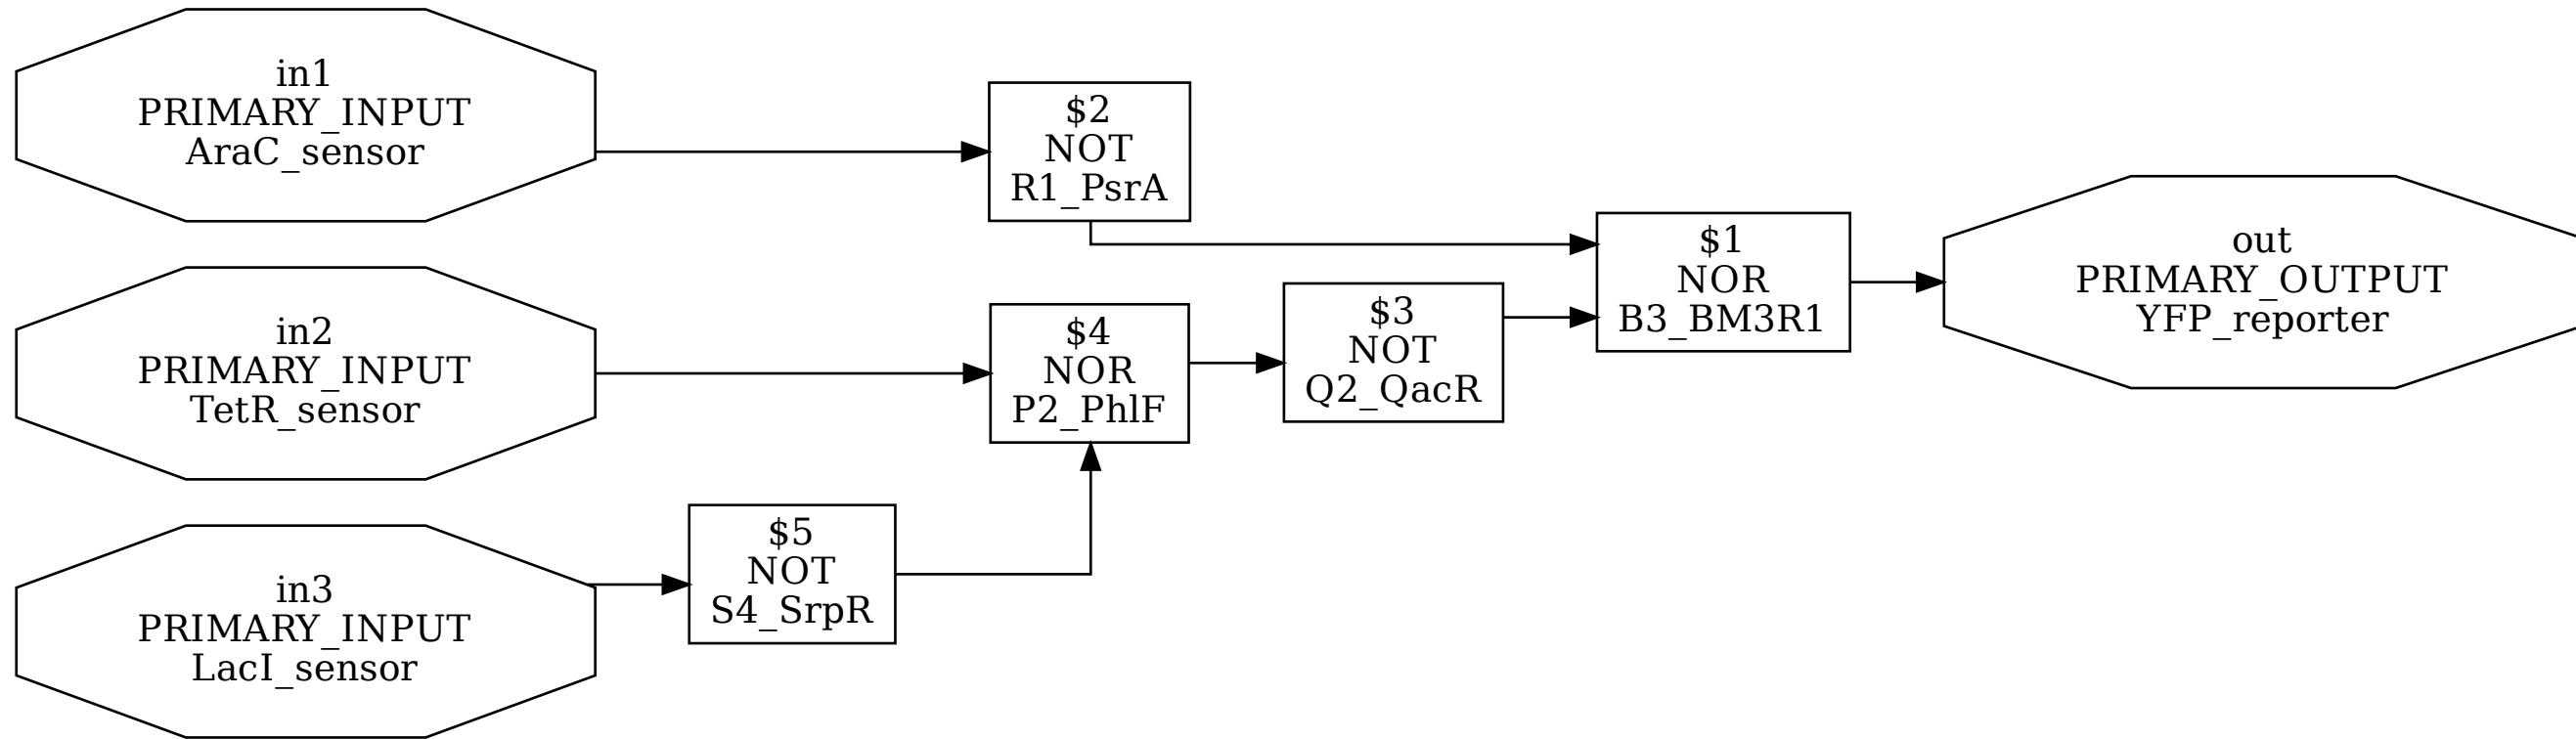 in1
PRIMARY_INPUT
AraC_sensor
$2
NOT
R1_PsrA
in2
PRIMARY_INPUT
TetR_sensor
$4
NOR
P2_PhlF
$3
NOT
Q2_QacR
$1
NOR
B3_BM3R1
out
PRIMARY_OUTPUT
YFP_reporter
in3
PRIMARY_INPUT
LacI_sensor
$5
NOT
S4_SrpR